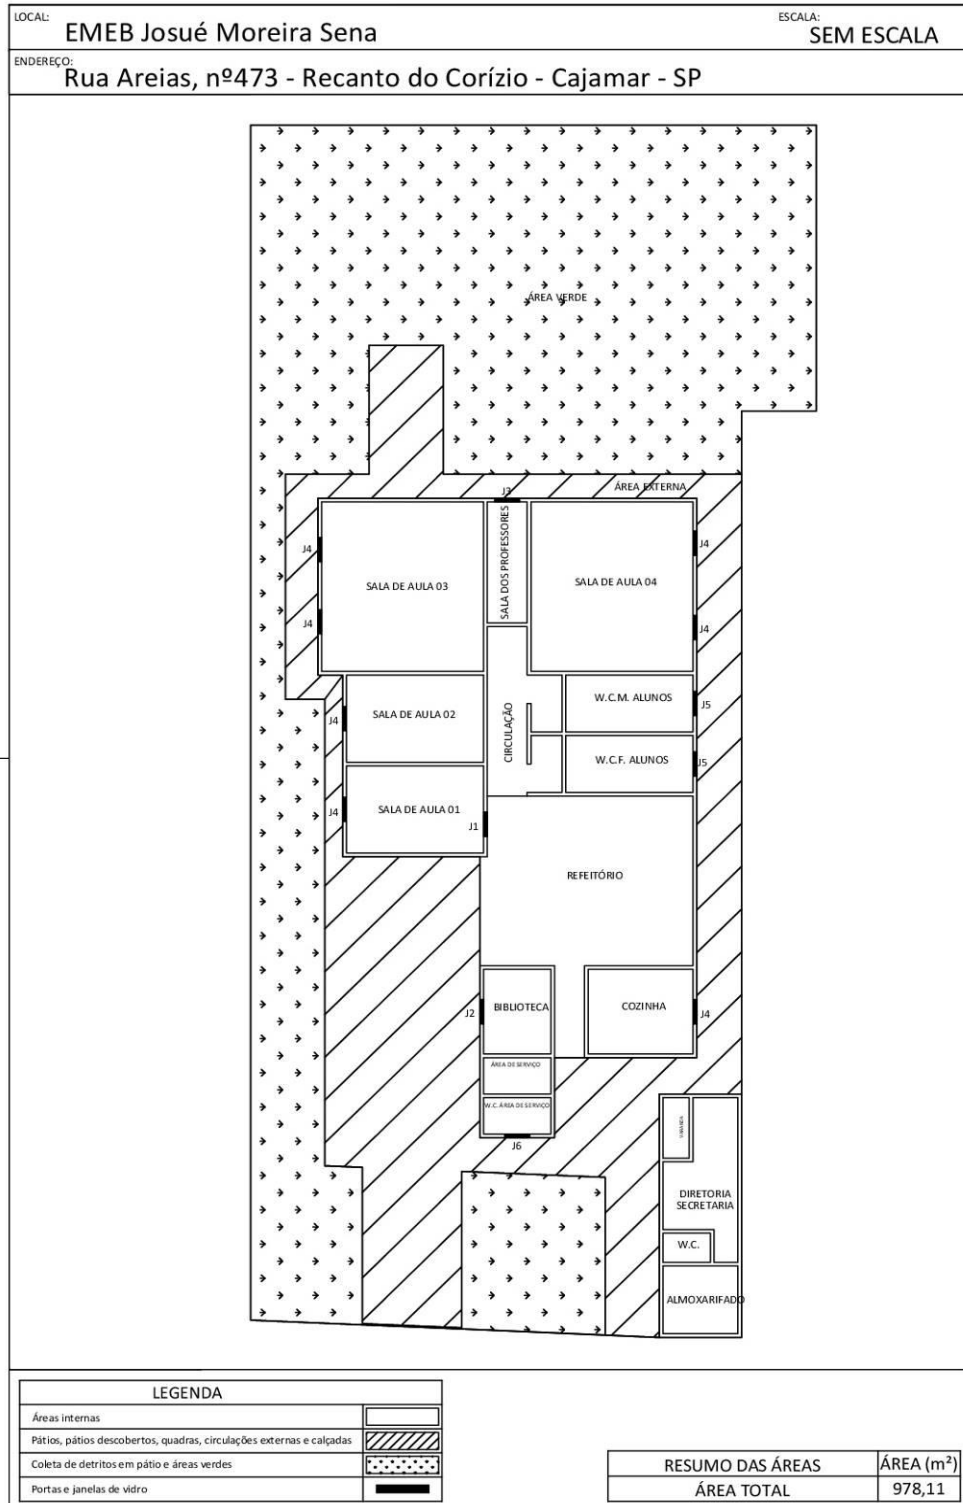 LOCAL:
EMEB Josué Moreira Sena
ESCALA:
SEM ESCALA
ENDEREÇO:
Rua Areias, nº473 - Recanto do Corízio - Cajamar - SP
ÁREA VERDE
ÁREA EXTERNA
J3
SALA DOS PROFESSORES
J4
J4
SALA DE AULA 03
SALA DE AULA 04
J4
J4
W.C.M. ALUNOS
J5
J4
SALA DE AULA 02
CIRCULAÇÃO
W.C.F. ALUNOS
J5
J4
SALA DE AULA 01
J1
REFEITÓRIO
J2
BIBLIOTECA
COZINHA
J4
ÁREA DE SERVIÇO
W.C. ÁREA DE SERVIÇO
J6
DIRETORIA
SECRETARIA
W.C.
ALMOXARIFADO
LEGENDA
Áreas internas
Pátios, pátios descobertos, quadras, circulações externas e calçadas
Coleta de detritos em pátio e áreas verdes
Portas e janelas de vidro
RESUMO DAS ÁREAS
ÁREA (m²)
ÁREA TOTAL
978,11